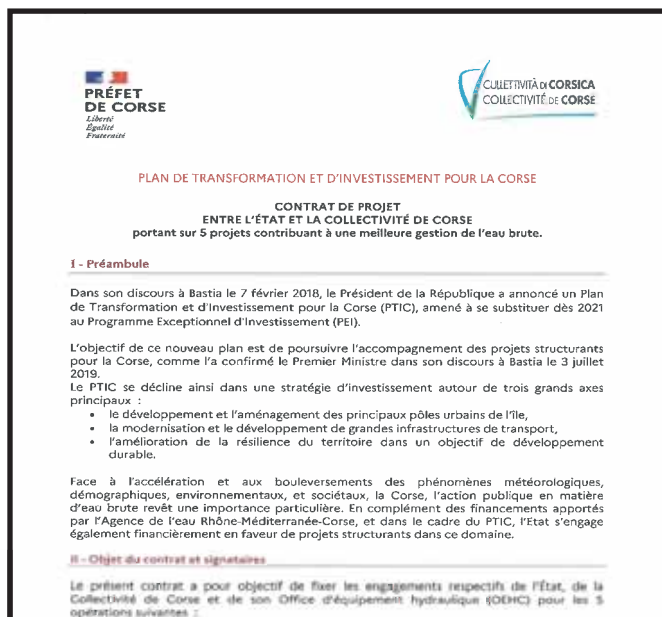 PRÉFET
DE CORSE
Liberté
Égalité
Fraternité
CULLETTIVITÀ DI CORSICA
COLLECTIVITÉ DE CORSE
PLAN DE TRANSFORMATION ET D'INVESTISSEMENT POUR LA CORSE
CONTRAT DE PROJET
ENTRE L'ÉTAT ET LA COLLECTIVITÉ DE CORSE
portant sur 5 projets contribuant à une meilleure gestion de l'eau brute.
I - Préambule
Dans son discours à Bastia le 7 février 2018, le Président de la République a annoncé un Plan
de Transformation et d'Investissement pour la Corse (PTIC), amené à se substituer dès 2021
au Programme Exceptionnel d'Investissement (PEI).
L'objectif de ce nouveau plan est de poursuivre l'accompagnement des projets structurants
pour la Corse, comme l'a confirmé le Premier Ministre dans son discours à Bastia le 3 juillet
2019.
Le PTIC se décline ainsi dans une stratégie d'investissement autour de trois grands axes
principaux :
• le développement et l'aménagement des principaux pôles urbains de l'île,
• la modernisation et le développement de grandes infrastructures de transport,
• l'amélioration de la résilience du territoire dans un objectif de développement
durable.
Face à l'accélération et aux bouleversements des phénomènes météorologiques,
démographiques, environnementaux, et sociétaux, la Corse, l'action publique en matière
d'eau brute revêt une importance particulière. En complément des financements apportés
par l'Agence de l'eau Rhône-Méditerranée-Corse, et dans le cadre du PTIC, l'Etat s'engage
également financièrement en faveur de projets structurants dans ce domaine.
II - Objet du contrat et signataires
Le présent contrat a pour objectif de fixer les engagements respectifs de l'État, de la
Collectivité de Corse et de son Office d'équipement hydraulique (OEHC) pour les 5
opérations suivantes :